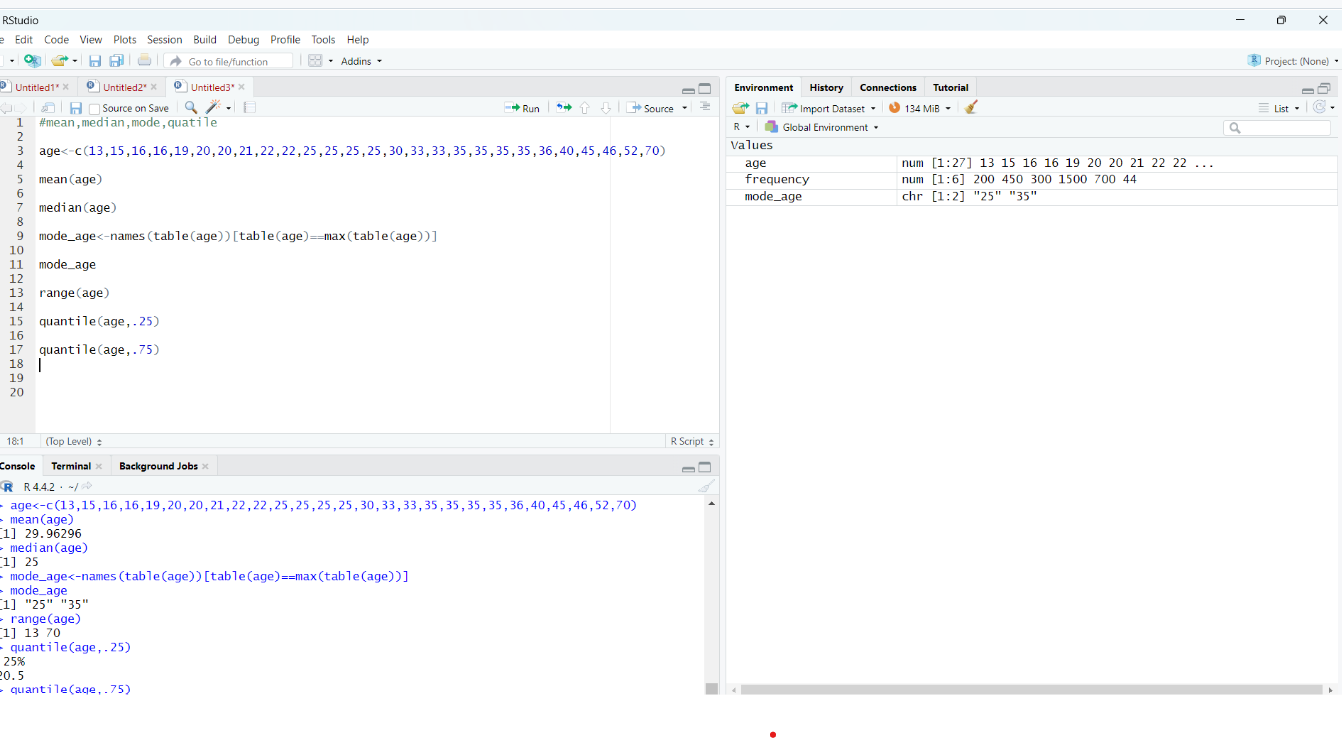 RStudio
e Edit Code View Plots Session Build Debug Profile Tools Help
Go to file/function Addins Project: (None)
Untitled1* Untitled2* Untitled3*
Source on Save Run Source
1 #mean,median,mode,quatile
2
3 age<-c(13,15,16,16,19,20,20,21,22,22,25,25,25,25,30,33,33,35,35,35,35,36,40,45,46,52,70)
4
5 mean(age)
6
7 median(age)
8
9 mode_age<-names(table(age))[table(age)==max(table(age))]
10
11 mode_age
12
13 range(age)
14
15 quantile(age,.25)
16
17 quantile(age,.75)
18
19
20
18:1 (Top Level) R Script
Console Terminal Background Jobs
R 4.4.2 · ~/
> age<-c(13,15,16,16,19,20,20,21,22,22,25,25,25,25,30,33,33,35,35,35,35,36,40,45,46,52,70)
> mean(age)
[1] 29.96296
> median(age)
[1] 25
> mode_age<-names(table(age))[table(age)==max(table(age))]
> mode_age
[1] "25" "35"
> range(age)
[1] 13 70
> quantile(age,.25)
25%
20.5
> quantile(age,.75)
Environment History Connections Tutorial
Import Dataset 134 MiB List
R Global Environment
Values
age num [1:27] 13 15 16 16 19 20 20 21 22 22 ...
frequency num [1:6] 200 450 300 1500 700 44
mode_age chr [1:2] "25" "35"